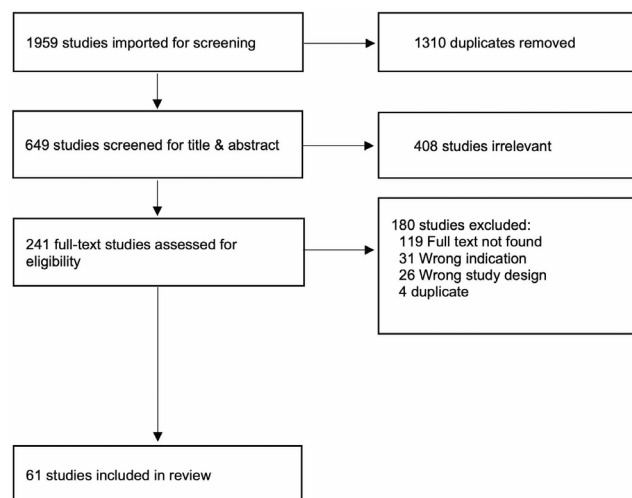 1959 studies imported for screening
1310 duplicates removed
649 studies screened for title & abstract
408 studies irrelevant
241 full-text studies assessed for
eligibility
180 studies excluded:
119 Full text not found
31 Wrong indication
26 Wrong study design
4 duplicate
61 studies included in review